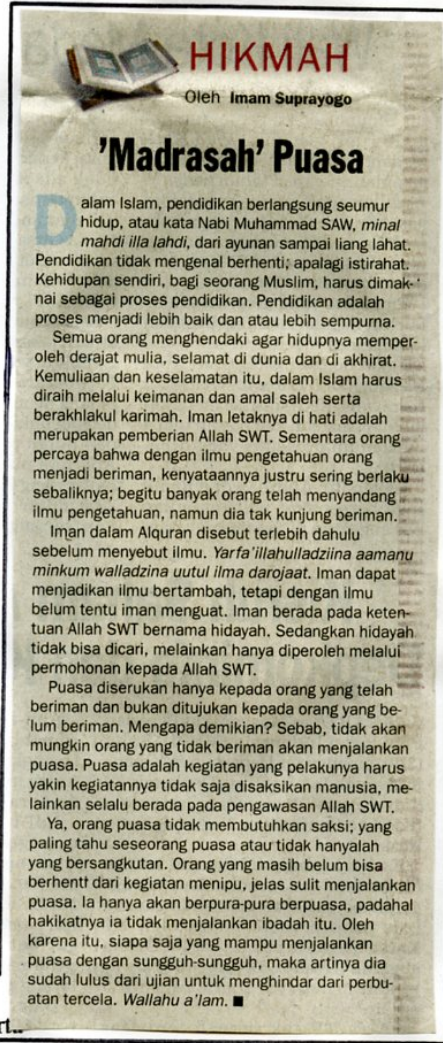 HIKMAH
Oleh Imam Suprayogo
'Madrasah' Puasa
Dalam Islam, pendidikan berlangsung seumur
hidup, atau kata Nabi Muhammad SAW, minal
mahdi illa lahdi, dari ayunan sampai liang lahat.
Pendidikan tidak mengenal berhenti; apalagi istirahat.
Kehidupan sendiri, bagi seorang Muslim, harus dimak-
nai sebagai proses pendidikan. Pendidikan adalah
proses menjadi lebih baik dan atau lebih sempurna.
Semua orang menghendaki agar hidupnya memper-
oleh derajat mulia, selamat di dunia dan di akhirat.
Kemuliaan dan keselamatan itu, dalam Islam harus
diraih melalui keimanan dan amal saleh serta
berakhlakul karimah. Iman letaknya di hati adalah
merupakan pemberian Allah SWT. Sementara orang
percaya bahwa dengan ilmu pengetahuan orang
menjadi beriman, kenyataannya justru sering berlaku
sebaliknya; begitu banyak orang telah menyandang
ilmu pengetahuan, namun dia tak kunjung beriman.
Iman dalam Alquran disebut terlebih dahulu
sebelum menyebut ilmu. Yarfa'illahulladziina aamanu
minkum walladzina uutul ilma darojaat. Iman dapat
menjadikan ilmu bertambah, tetapi dengan ilmu
belum tentu iman menguat. Iman berada pada keten-
tuan Allah SWT bernama hidayah. Sedangkan hidayah
tidak bisa dicari, melainkan hanya diperoleh melalui
permohonan kepada Allah SWT.
Puasa diserukan hanya kepada orang yang telah
beriman dan bukan ditujukan kepada orang yang be-
lum beriman. Mengapa demikian? Sebab, tidak akan
mungkin orang yang tidak beriman akan menjalankan
puasa. Puasa adalah kegiatan yang pelakunya harus
yakin kegiatannya tidak saja disaksikan manusia, me-
lainkan selalu berada pada pengawasan Allah SWT.
Ya, orang puasa tidak membutuhkan saksi; yang
paling tahu seseorang puasa atau tidak hanyalah
yang bersangkutan. Orang yang masih belum bisa
berhenti dari kegiatan menipu, jelas sulit menjalankan
puasa. Ia hanya akan berpura-pura berpuasa, padahal
hakikatnya ia tidak menjalankan ibadah itu. Oleh
karena itu, siapa saja yang mampu menjalankan
puasa dengan sungguh-sungguh, maka artinya dia
sudah lulus dari ujian untuk menghindar dari perbu-
atan tercela. Wallahu a'lam. ■